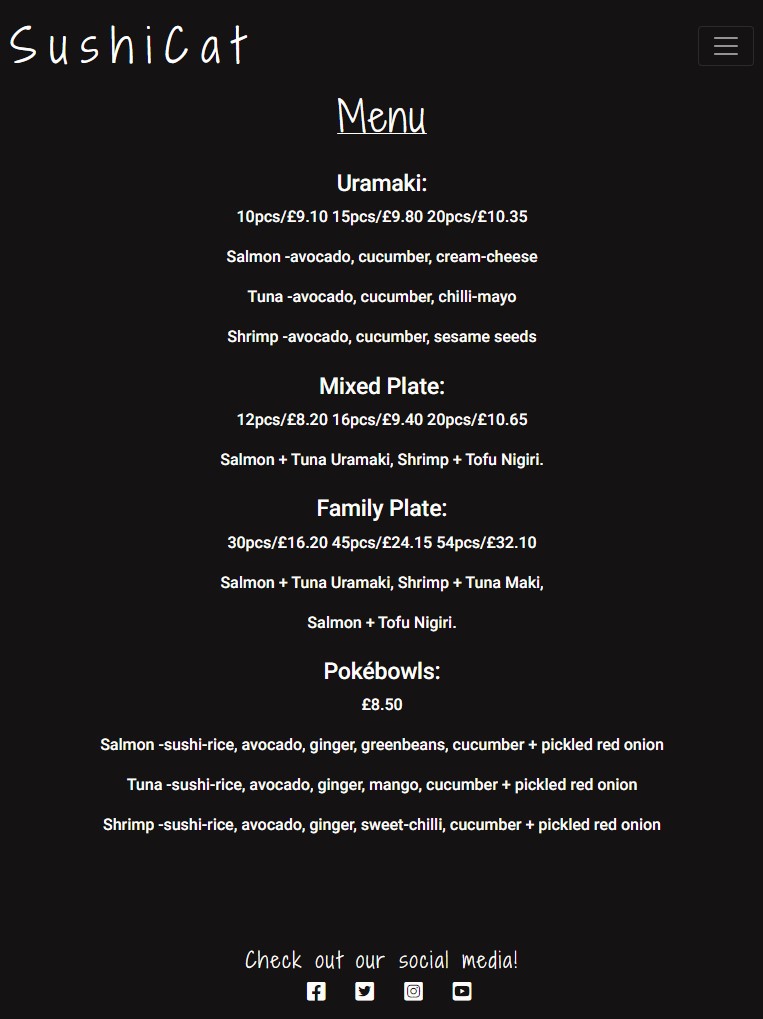 SushiCat
Menu
Uramaki:
10pcs/£9.10 15pcs/£9.80 20pcs/£10.35
Salmon -avocado, cucumber, cream-cheese
Tuna -avocado, cucumber, chilli-mayo
Shrimp -avocado, cucumber, sesame seeds
Mixed Plate:
12pcs/£8.20 16pcs/£9.40 20pcs/£10.65
Salmon + Tuna Uramaki, Shrimp + Tofu Nigiri.
Family Plate:
30pcs/£16.20 45pcs/£24.15 54pcs/£32.10
Salmon + Tuna Uramaki, Shrimp + Tuna Maki,
Salmon + Tofu Nigiri.
Pokébowls:
£8.50
Salmon -sushi-rice, avocado, ginger, greenbeans, cucumber + pickled red onion
Tuna -sushi-rice, avocado, ginger, mango, cucumber + pickled red onion
Shrimp -sushi-rice, avocado, ginger, sweet-chilli, cucumber + pickled red onion
Check out our social media!